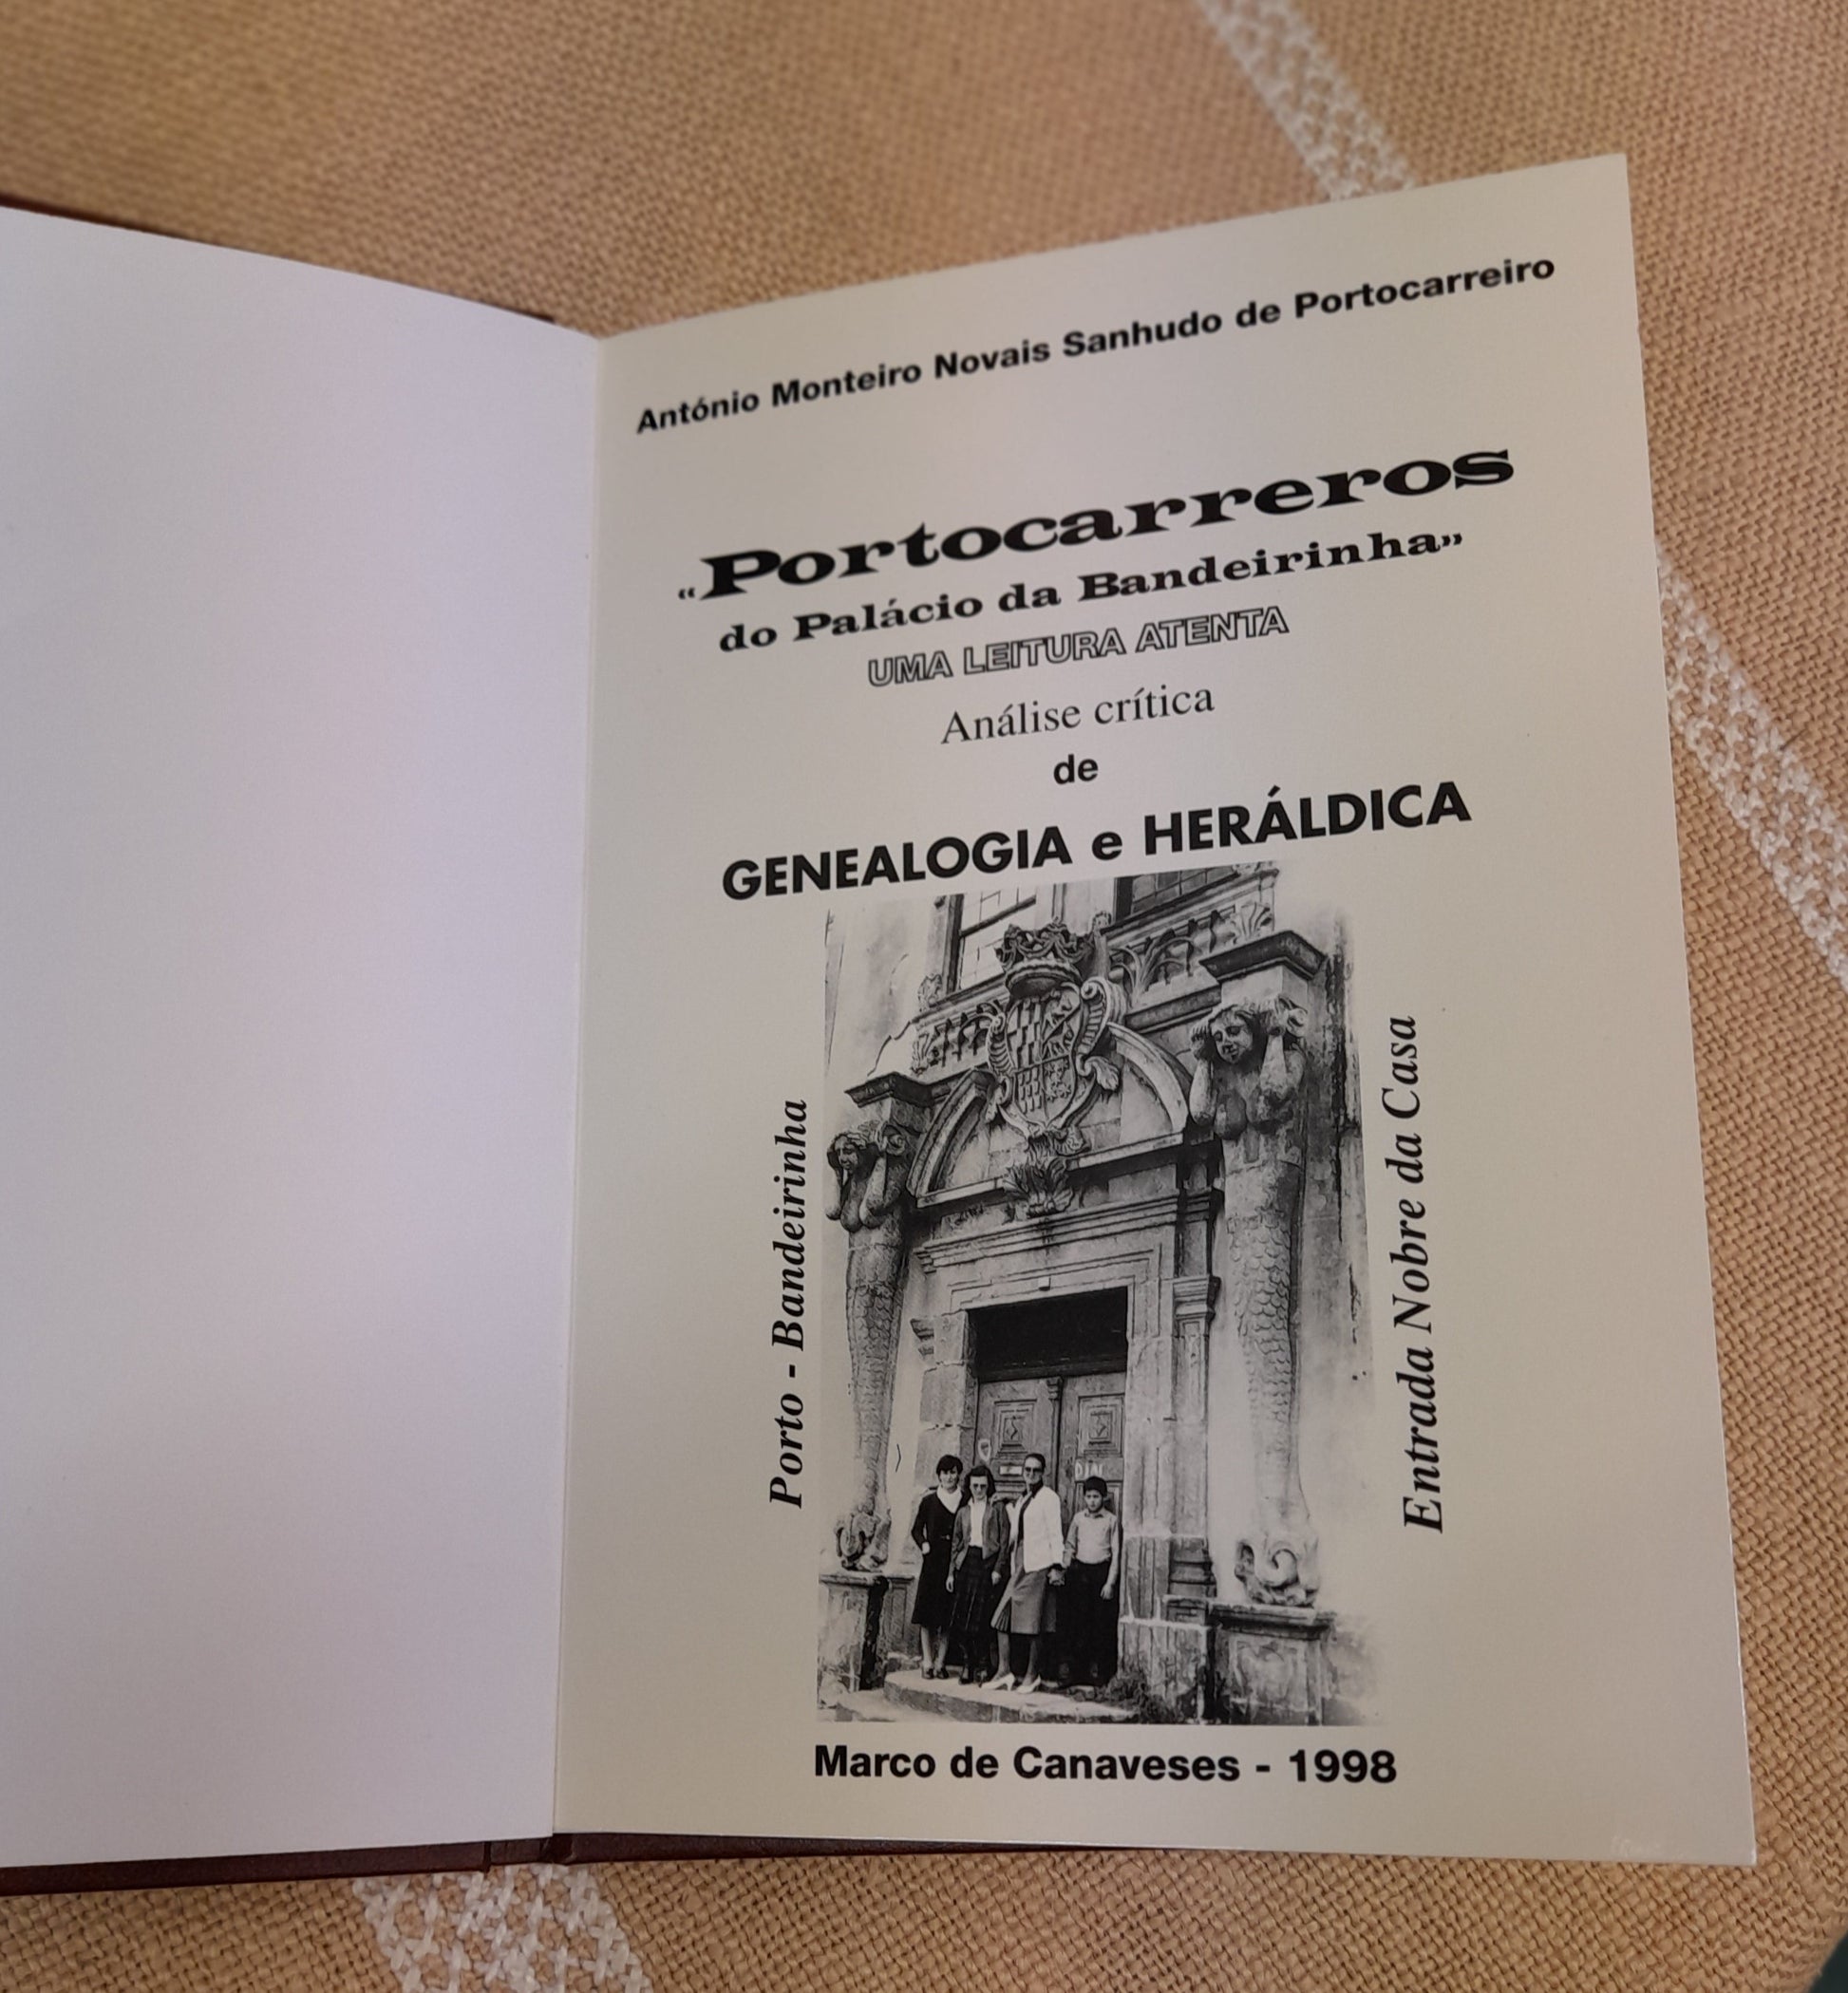 António Monteiro Novais Sanhudo de Portocarreiro
«Portocarreros
do Palácio da Bandeirinha»
UMA LEITURA ATENTA
Análise crítica
de
GENEALOGIA e HERÁLDICA
Porto - Bandeirinha
Entrada Nobre da Casa
Marco de Canaveses - 1998